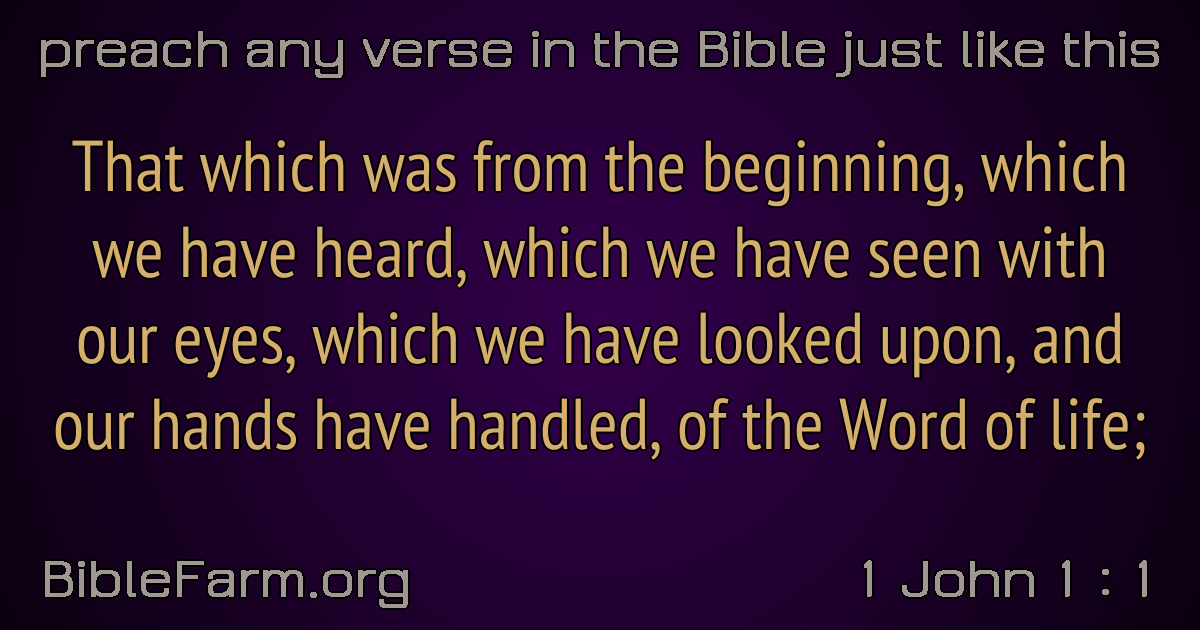 preach any verse in the Bible just like this
That which was from the beginning, which
we have heard, which we have seen with
our eyes, which we have looked upon, and
our hands have handled, of the Word of life;
BibleFarm.org
1 John 1 : 1